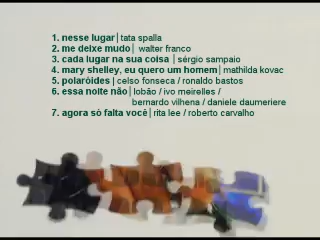 1. nesse lugar | tata spalla
2. me deixe mudo | walter franco
3. cada lugar na sua coisa | sérgio sampaio
4. mary shelley, eu quero um homem | mathilda kovac
5. polaróides | celso fonseca / ronaldo bastos
6. essa noite não | lobão / ivo meirelles /
bernardo vilhena / daniele daumeriere
7. agora só falta você | rita lee / roberto carvalho